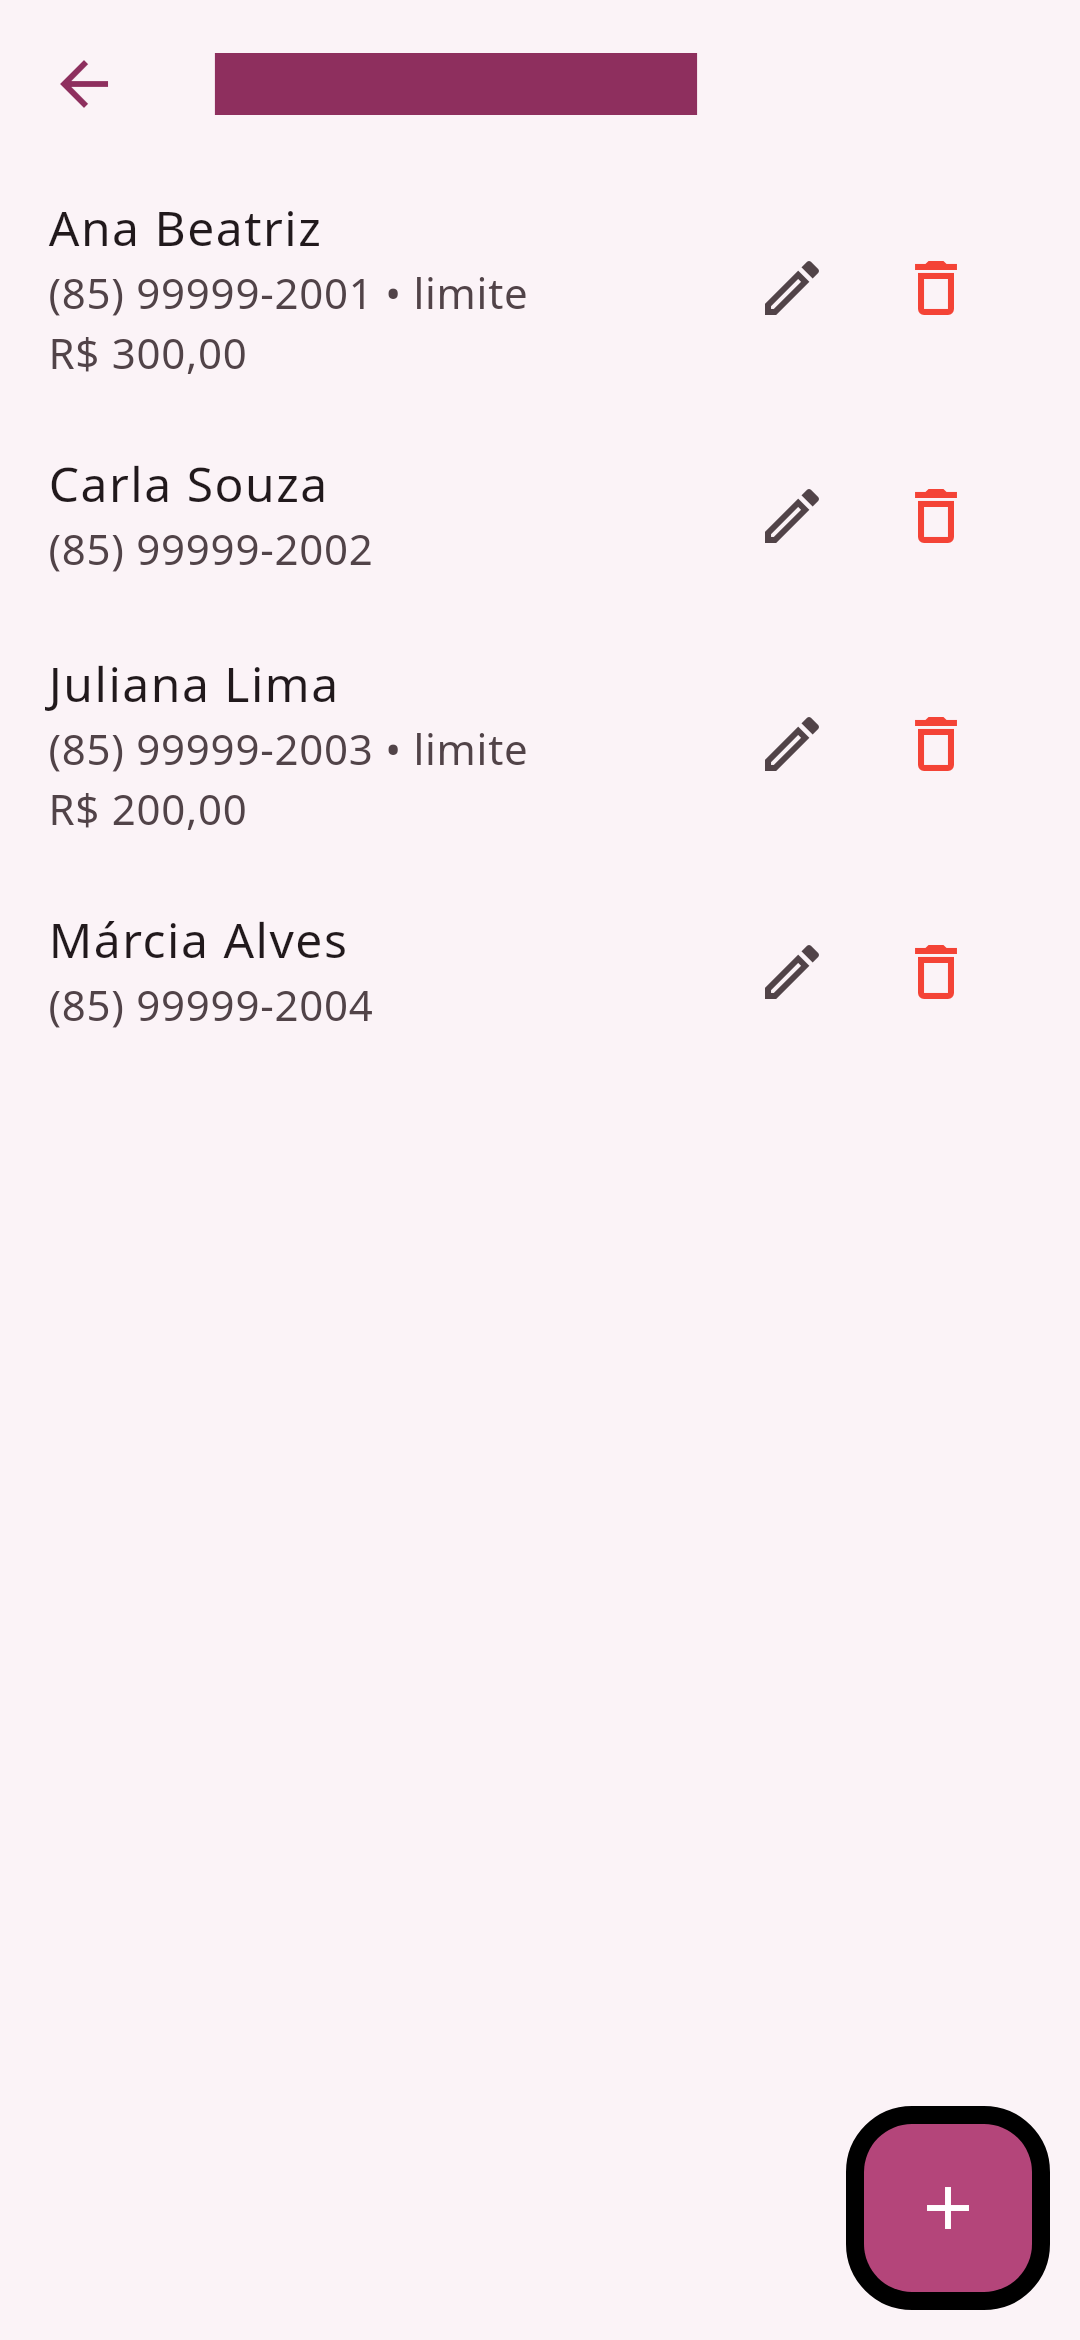 Ana Beatriz
(85) 99999-2001 • limite
R$ 300,00
Carla Souza
(85) 99999-2002
Juliana Lima
(85) 99999-2003 • limite
R$ 200,00
Márcia Alves
(85) 99999-2004